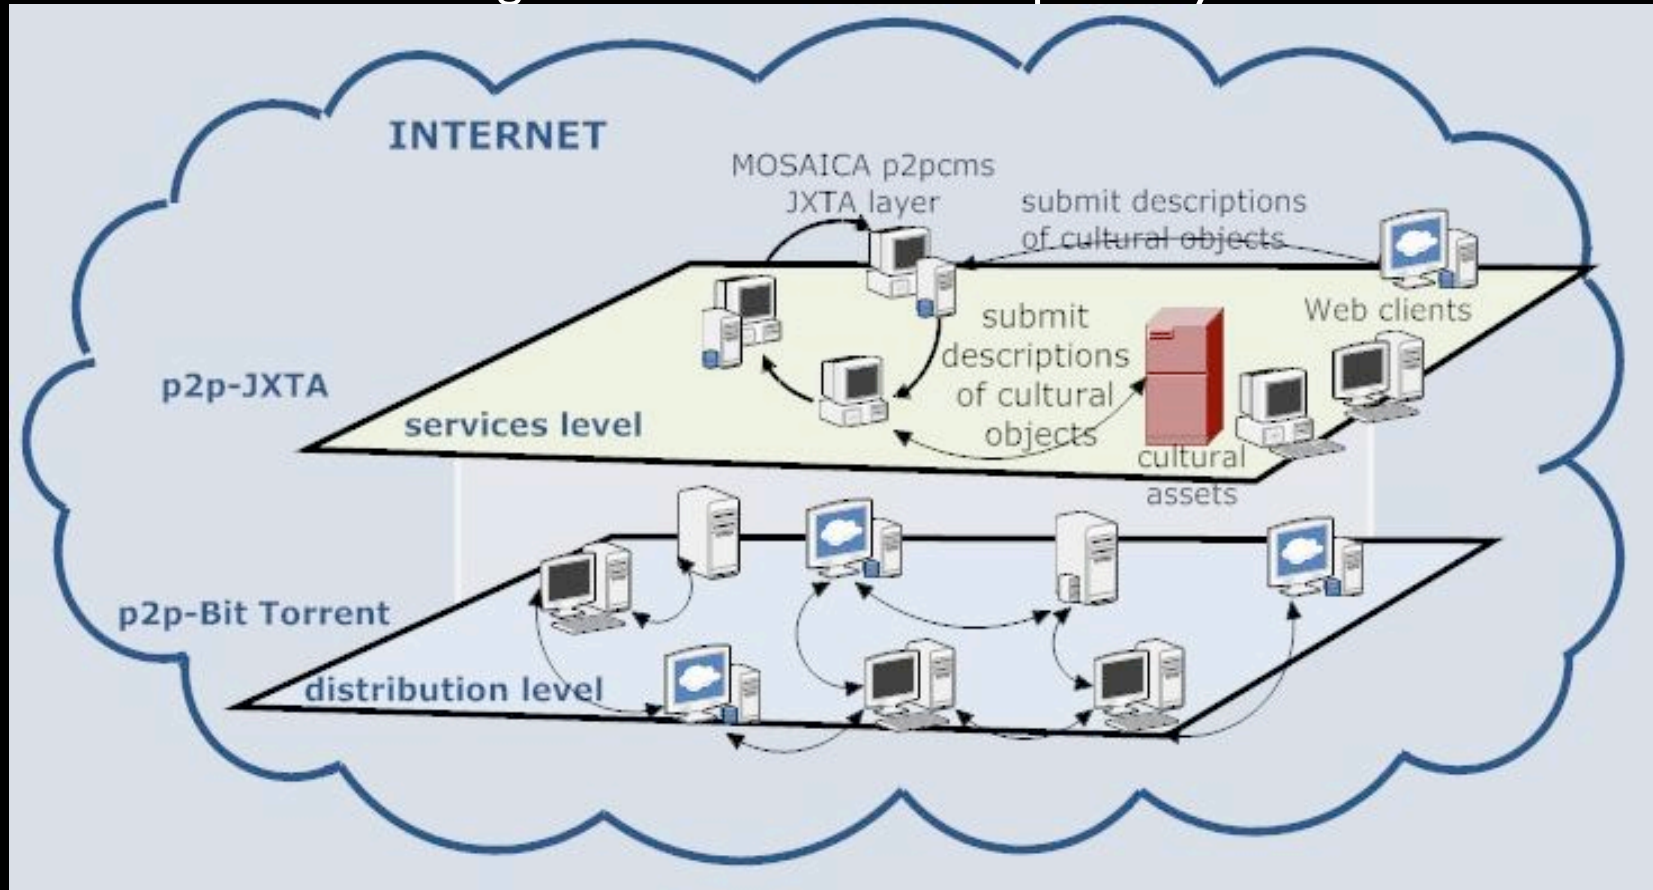 INTERNET
MOSAICA p2pcms
JXTA layer
submit descriptions
of cultural objects
Web clients
submit
descriptions
of cultural
objects
p2p-JXTA
services level
cultural
assets
p2p-Bit Torrent
distribution level